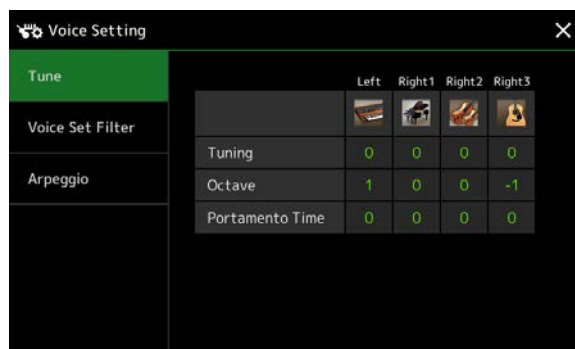 Voice Setting
Tune
Left Right1 Right2 Right3
Voice Set Filter
Tuning 0 0 0 0
Arpeggio
Octave 1 0 0 -1
Portamento Time 0 0 0 0